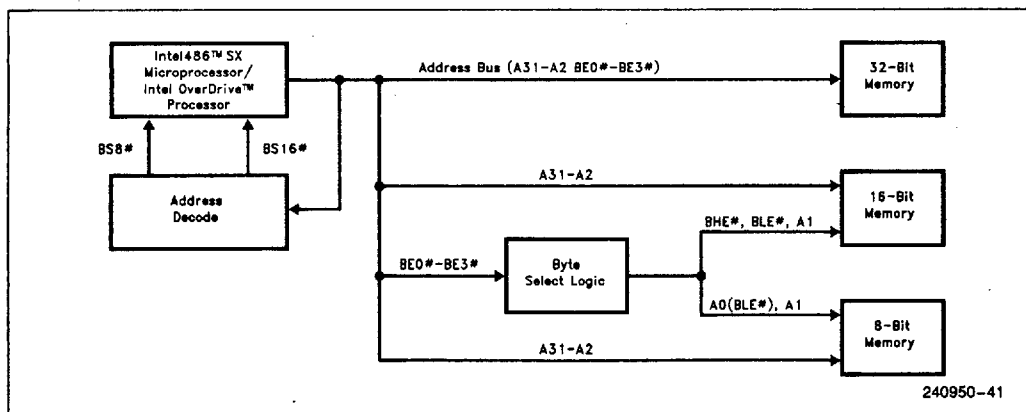 Intel486™ SX
Microprocessor/
Intel OverDrive™
Processor
Address Bus (A31-A2 BE0#-BE3#)
32-Bit
Memory
BS8#
BS16#
Address
Decode
A31-A2
16-Bit
Memory
BHE#, BLE#, A1
BE0#-BE3#
Byte
Select Logic
A0(BLE#), A1
8-Bit
Memory
A31-A2
240950-41